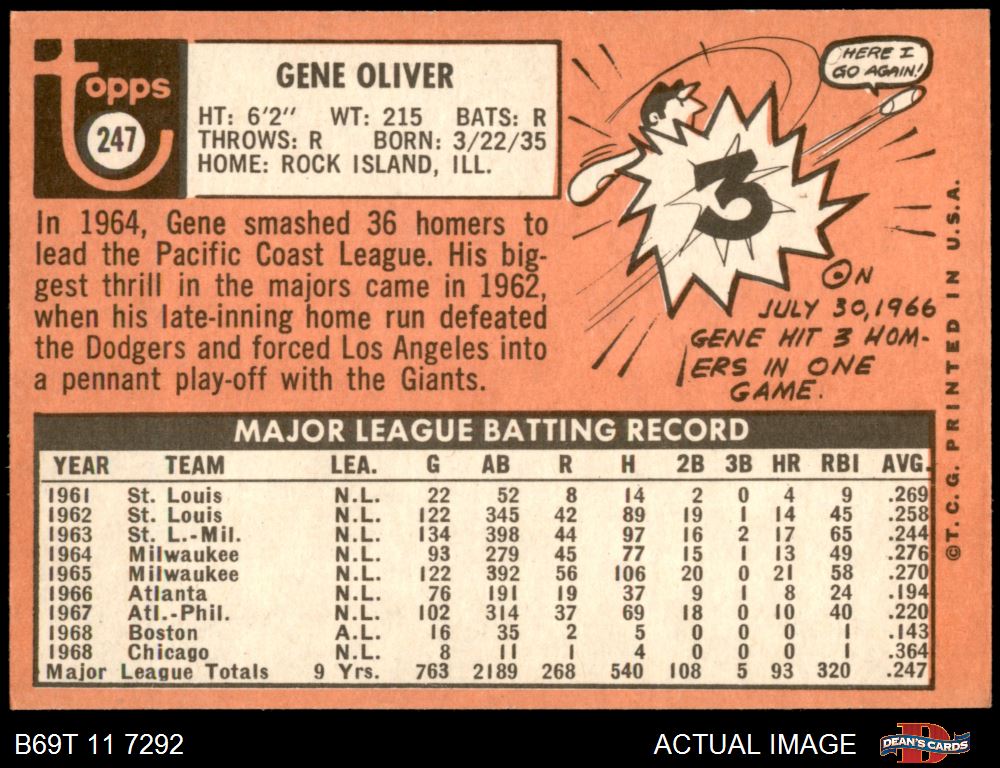 Topps
247
GENE OLIVER
HT: 6'2" WT: 215 BATS: R
THROWS: R BORN: 3/22/35
HOME: ROCK ISLAND, ILL.
In 1964, Gene smashed 36 homers to
lead the Pacific Coast League. His big-
gest thrill in the majors came in 1962,
when his late-inning home run defeated
the Dodgers and forced Los Angeles into
a pennant play-off with the Giants.
HERE I
GO AGAIN!
3
ON
JULY 30, 1966
GENE HIT 3 HOM-
ERS IN ONE
GAME.
MAJOR LEAGUE BATTING RECORD
YEAR TEAM LEA. G AB R H 2B 3B HR RBI AVG.
1961 St. Louis N.L. 22 52 8 14 2 0 4 9 .269
1962 St. Louis N.L. 122 345 42 89 19 1 14 45 .258
1963 St. L.-Mil. N.L. 134 398 44 97 16 2 17 65 .244
1964 Milwaukee N.L. 93 279 45 77 15 1 13 49 .276
1965 Milwaukee N.L. 122 392 56 106 20 0 21 58 .270
1966 Atlanta N.L. 76 191 19 37 9 1 8 24 .194
1967 Atl.-Phil. N.L. 102 314 37 69 18 0 10 40 .220
1968 Boston A.L. 16 35 2 5 0 0 0 1 .143
1968 Chicago N.L. 8 11 1 4 0 0 0 1 .364
Major League Totals 9 Yrs. 763 2189 268 540 108 5 93 320 .247
©T.C.G. PRINTED IN U.S.A.
B69T 11 7292
ACTUAL IMAGE
D
DEAN'S CARDS